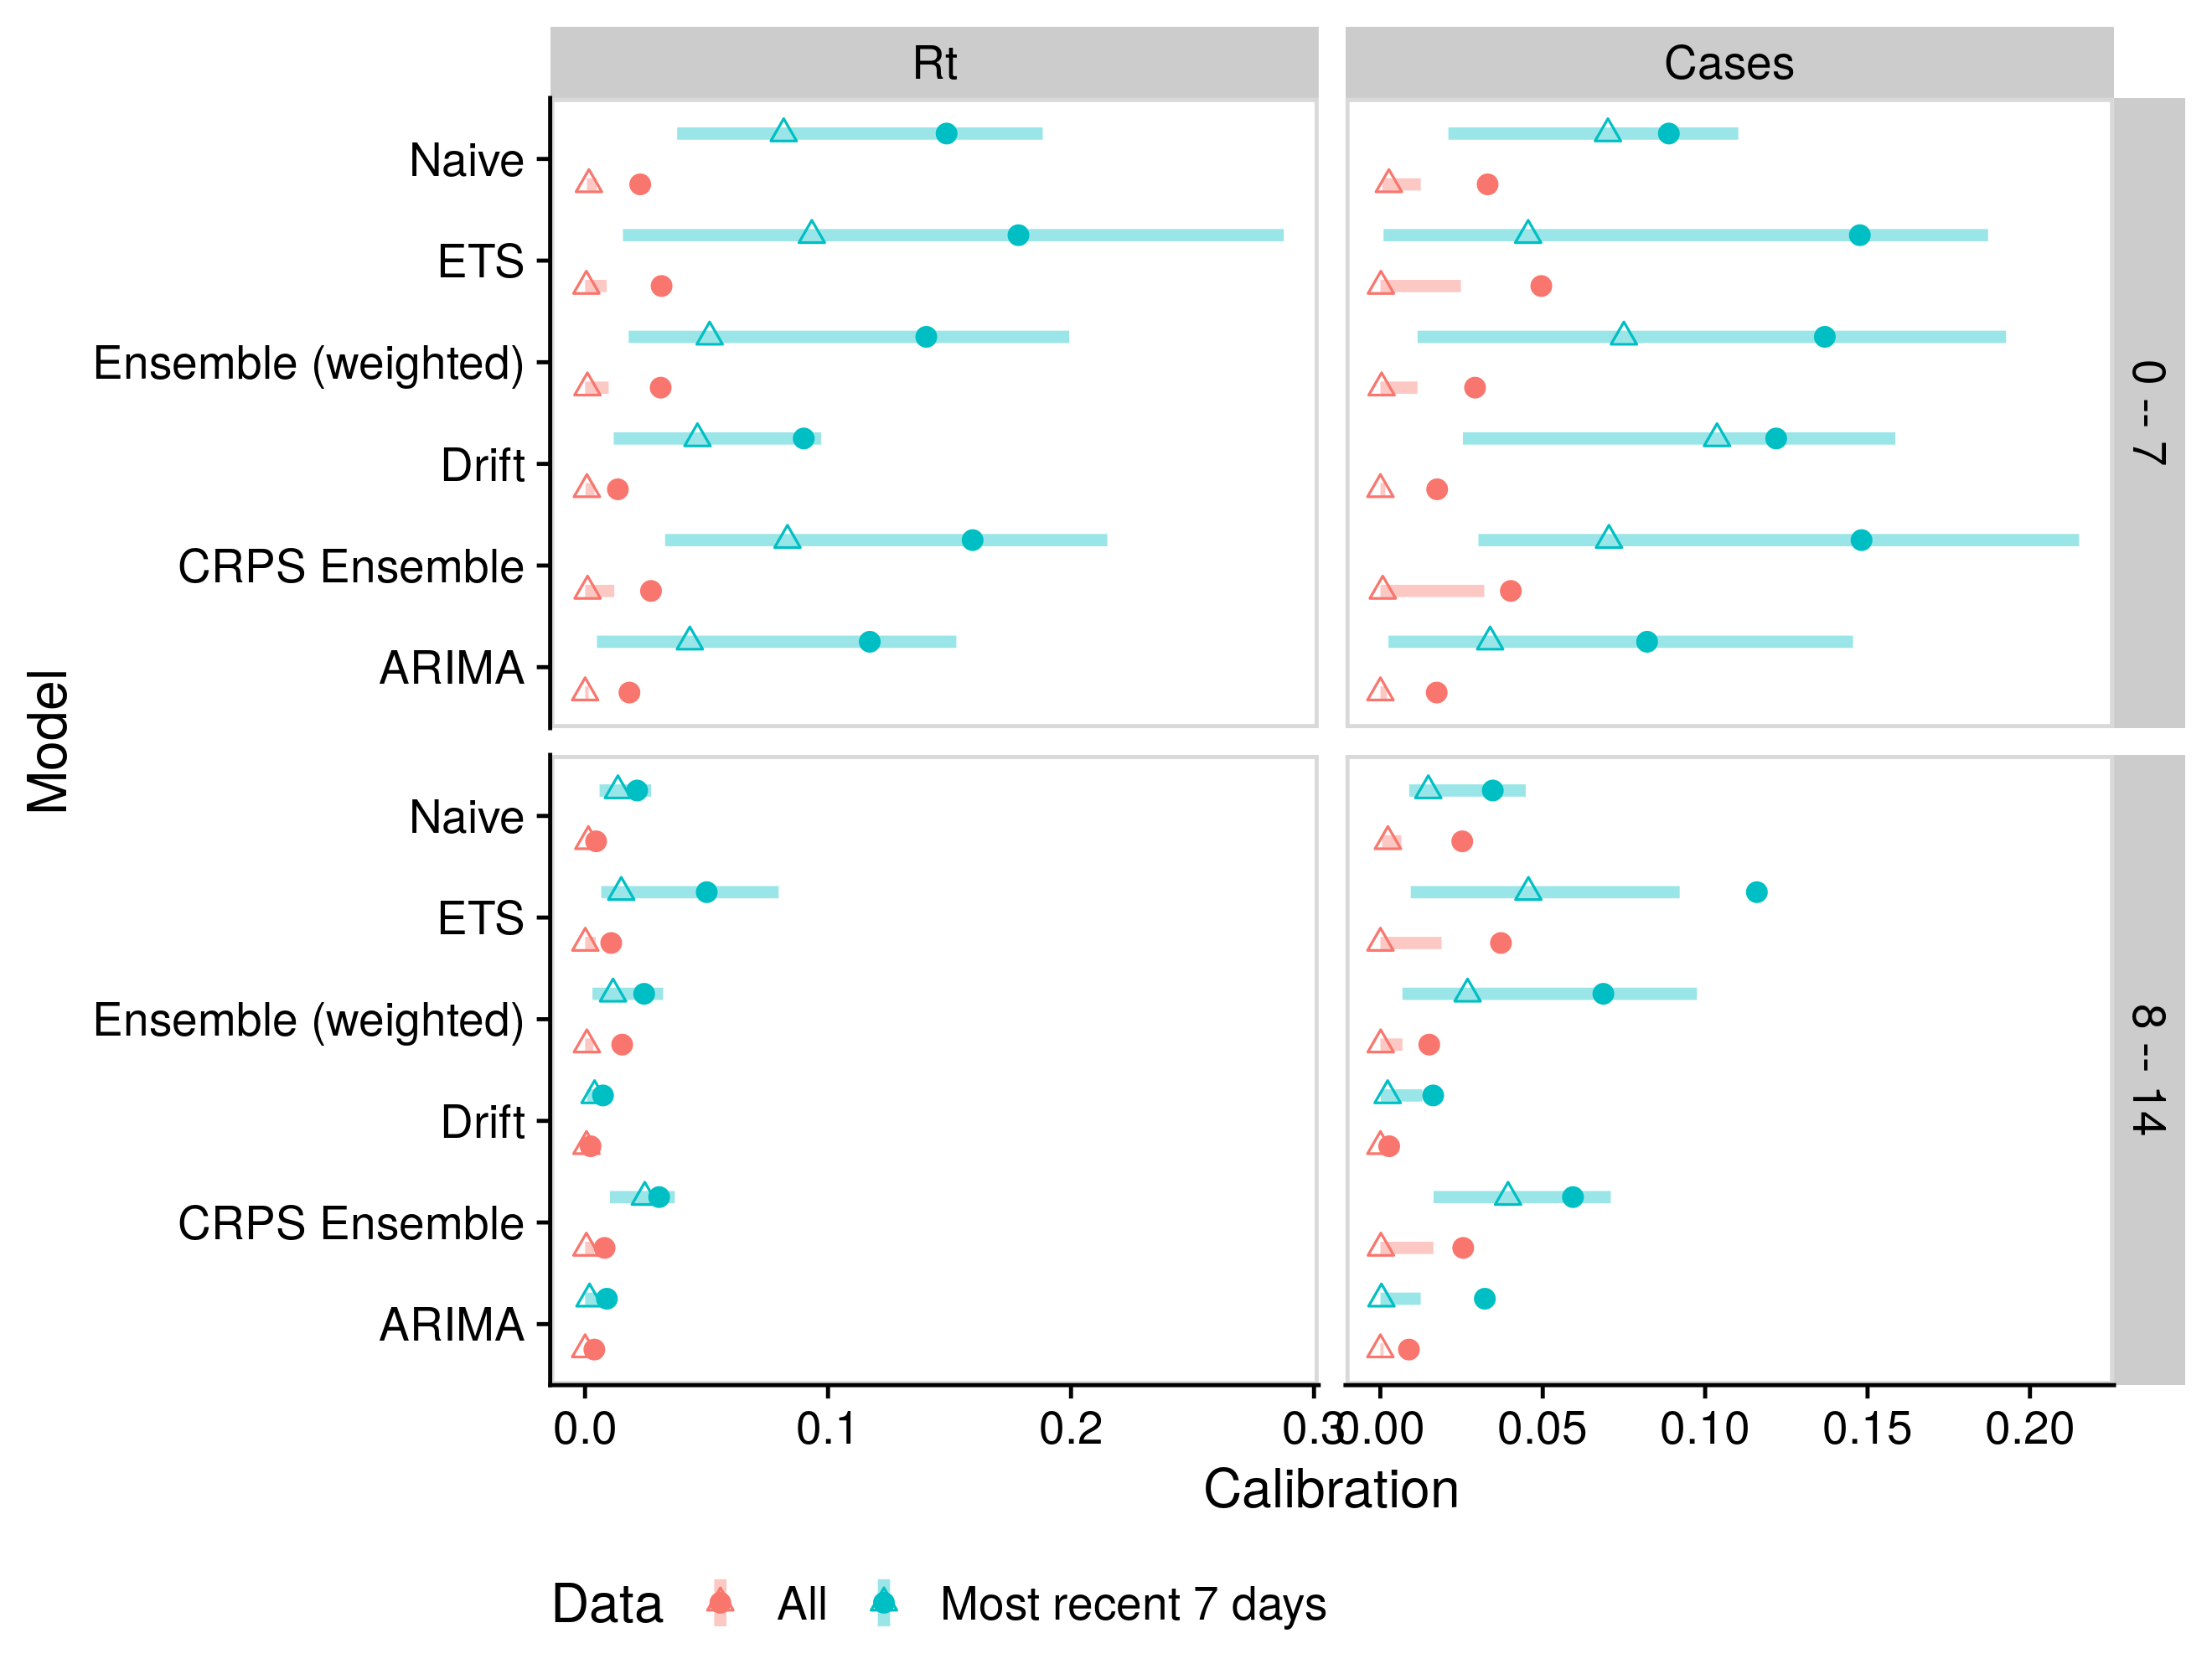 Rt
Cases
Model
Naive
ETS
Ensemble (weighted)
Drift
CRPS Ensemble
ARIMA
0 -- 7
Naive
ETS
Ensemble (weighted)
Drift
CRPS Ensemble
ARIMA
8 -- 14
0.0 0.1 0.2 0.3 0.00 0.05 0.10 0.15 0.20
Calibration
Data All Most recent 7 days